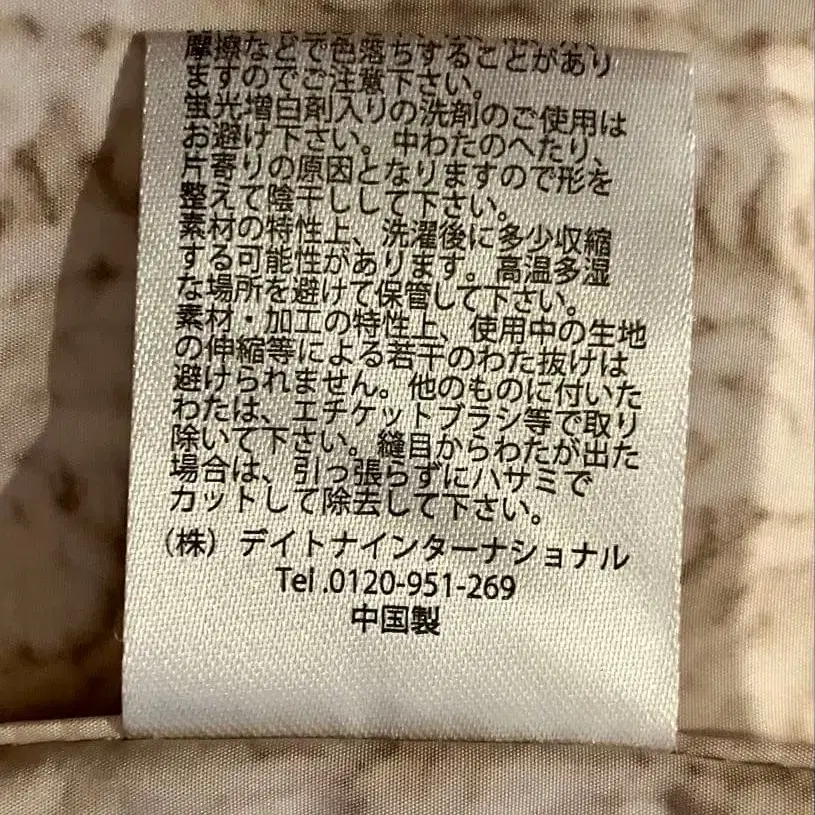 摩擦などで色落ちすることがあり
ますのでご注意下さい。
蛍光増白剤入りの洗剤のご使用は
お避け下さい。中わたのへたり、
片寄りの原因となりますので形を
整えて陰干しして下さい。
素材の特性上、洗濯後に多少収縮
する可能性があります。高温多湿
な場所を避けて保管して下さい。
素材・加工の特性上、使用中の生地
の伸縮等による若干のわた抜けは
避けられません。他のものに付いた
わたは、エチケットブラシ等で取り
除いて下さい。縫目からわたが出た
場合は、引っ張らずにハサミで
カットして除去して下さい。
（株）デイトナインターナショナル
Tel .0120-951-269
中国製